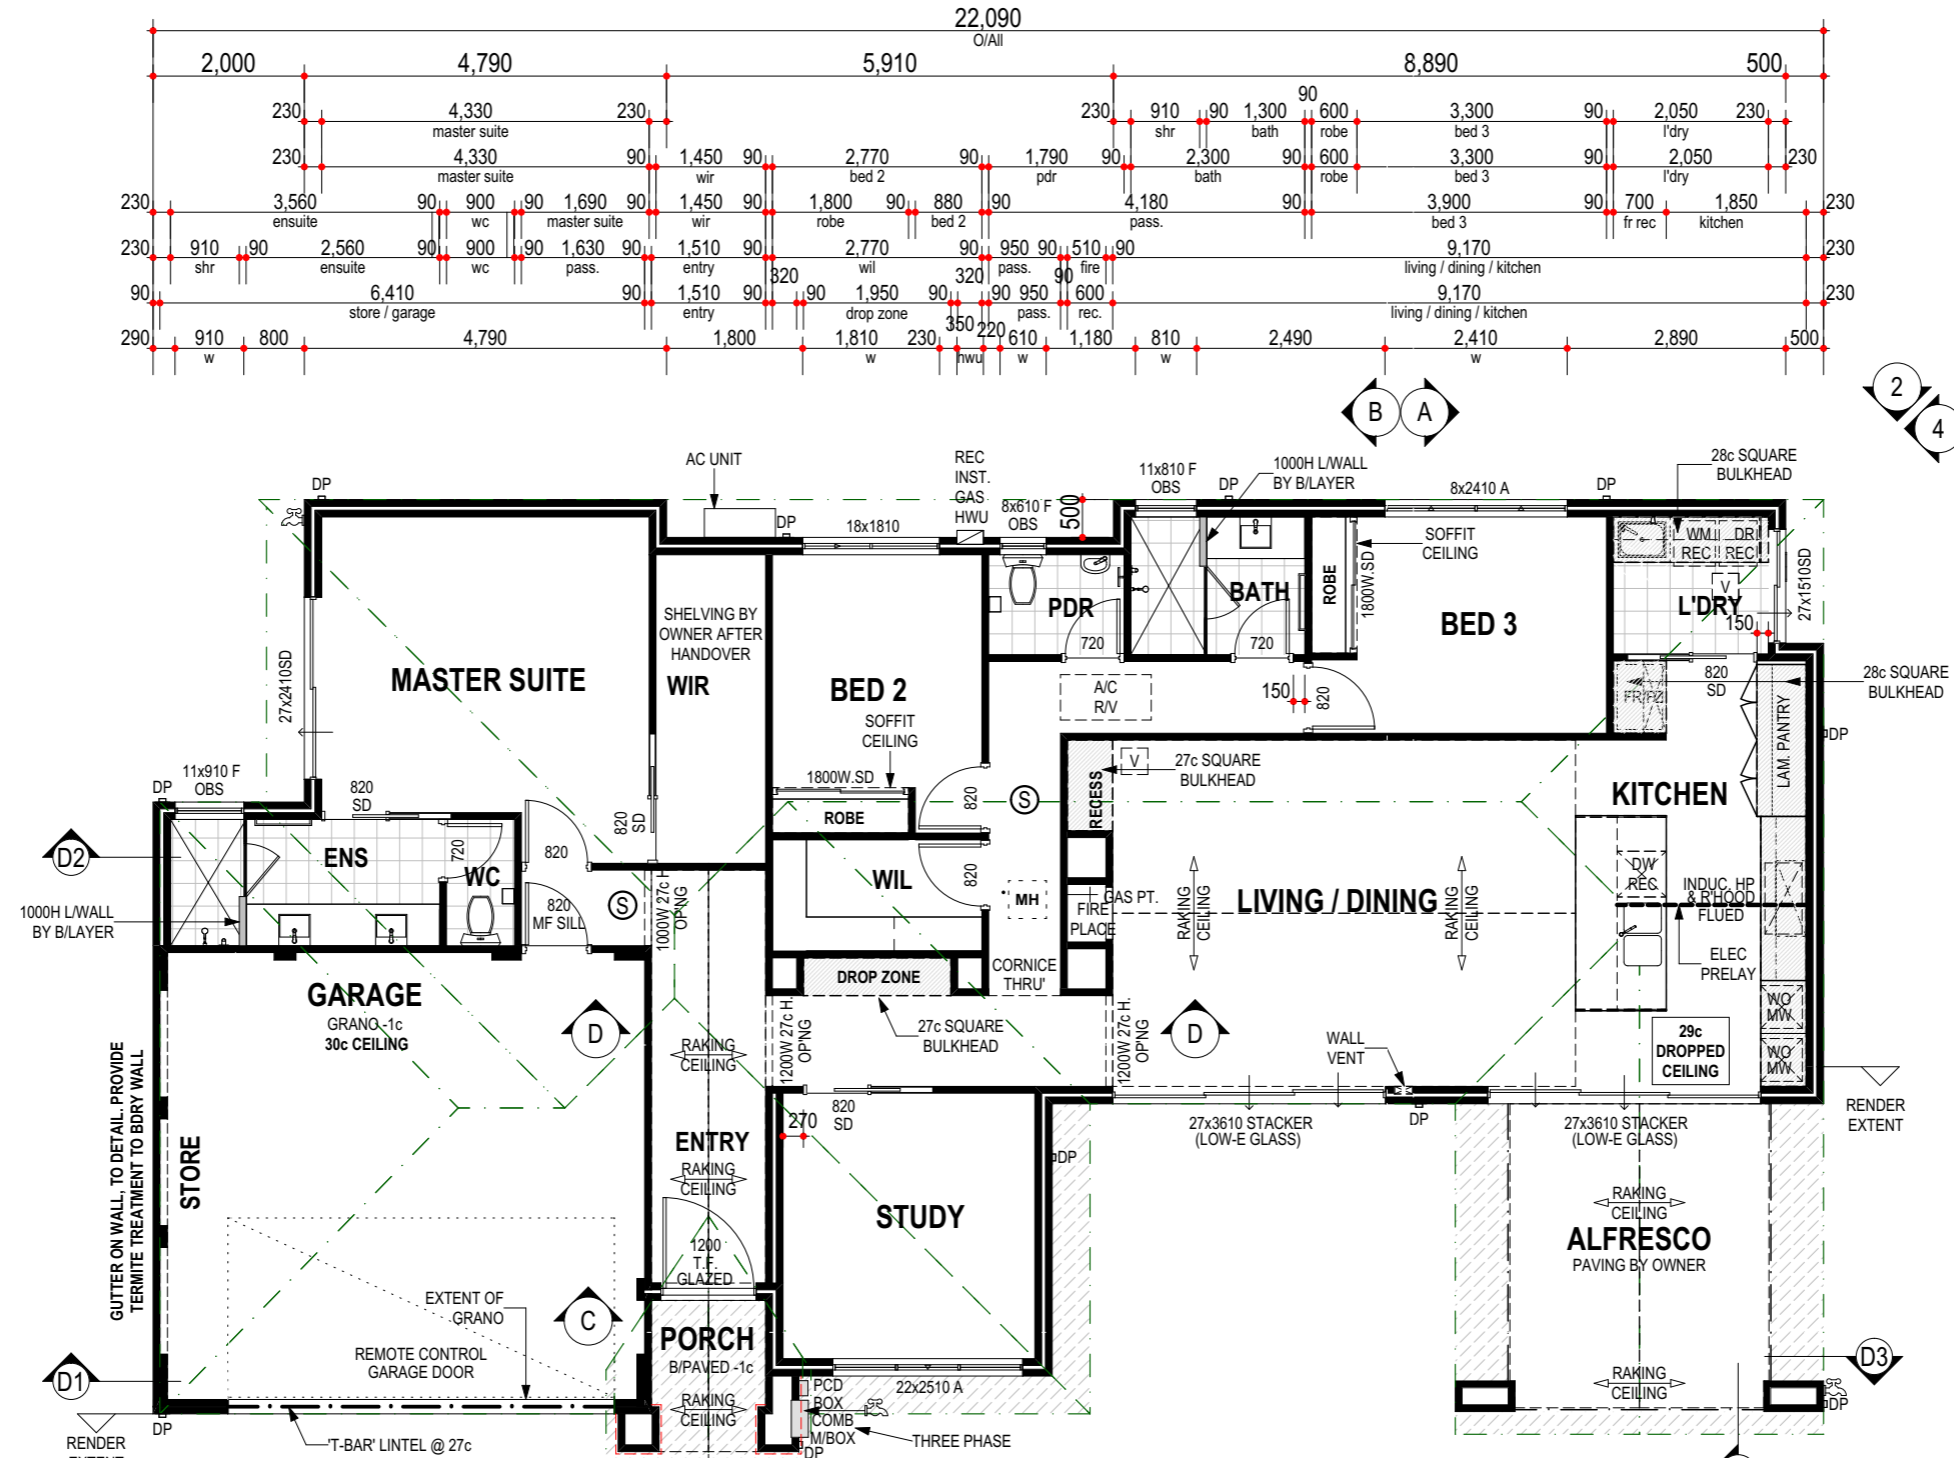 22,090
O/All
2,000 4,790 5,910 8,890 500
90
230 4,330 230 230 910 90 1,300 600 3,300 90 2,050 230
master suite shr bath robe bed 3 l'dry
230 4,330 90 1,450 90 2,770 90 1,790 90 2,300 90 600 3,300 90 2,050 230
master suite wir bed 2 pdr bath robe bed 3 l'dry
230 3,560 90 900 90 1,690 90 1,450 90 1,800 90 880 90 4,180 90 3,900 90 700 1,850 230
ensuite wc master suite wir robe bed 2 pass. bed 3 fr rec kitchen
230 910 90 2,560 90 900 90 1,630 90 1,510 90 2,770 90 950 90 510 90 9,170 230
shr ensuite wc pass. entry wil pass. fire living / dining / kitchen
320 320 90
90 6,410 90 1,510 90 90 1,950 90 90 950 600 9,170 230
store / garage entry drop zone pass. rec. living / dining / kitchen
350 220
290 910 800 4,790 1,800 1,810 230 610 1,180 810 2,490 2,410 2,890 500
w w hwu w w w
B A
2
4
AC UNIT
REC
INST.
GAS
HWU
11x810 F
OBS
DP
1000H L/WALL
BY B/LAYER
28c SQUARE
BULKHEAD
DP
DP
8x610 F
OBS
500
8x2410 A
DP
18x1810
SOFFIT
CEILING
WM
REC
DR
REC
V
27x1510SD
L'DRY
150
SHELVING BY
OWNER AFTER
HANDOVER
PDR
720
BATH
720
ROBE
1800W.SD
BED 3
27x2410SD
MASTER SUITE
WIR
BED 2
SOFFIT
CEILING
A/C
R/V
150
820
820
SD
28c SQUARE
BULKHEAD
LAM. PANTRY
DP
11x910 F
OBS
DP
820
SD
820
SD
1800W.SD
ROBE
820
S
RECESS
V
27c SQUARE
BULKHEAD
KITCHEN
D2
ENS
720
WC
820
WIL
820
MH
GAS PT.
FIRE
PLACE
RAKING
CEILING
LIVING / DINING
RAKING
CEILING
DW
REC
INDUC. HP
& R'HOOD
FLUED
ELEC
PRELAY
1000H L/WALL
BY B/LAYER
820
MF SILL
S
1000W 27c H.
OP'NG
DROP ZONE
CORNICE
THRU'
GARAGE
GRANO -1c
30c CEILING
D
RAKING
CEILING
1200W 27c H.
OP'NG
27c SQUARE
BULKHEAD
1200W 27c H.
OP'NG
D
WALL
VENT
29c
DROPPED
CEILING
WO
MW
WO
MW
RENDER
EXTENT
GUTTER ON WALL, TO DETAIL. PROVIDE
TERMITE TREATMENT TO BDRY WALL
STORE
ENTRY
RAKING
CEILING
820
SD
270
DP
27x3610 STACKER
(LOW-E GLASS)
DP
27x3610 STACKER
(LOW-E GLASS)
STUDY
1200
T.F.
GLAZED
RAKING
CEILING
ALFRESCO
PAVING BY OWNER
EXTENT OF
GRANO
C
REMOTE CONTROL
GARAGE DOOR
PORCH
B/PAVED -1c
D1
D3
RAKING
CEILING
PCD
BOX
COMB
M/BOX
DP
22x2510 A
RAKING
CEILING
DP
DP
RENDER
EXTENT
'T-BAR' LINTEL @ 27c
THREE PHASE